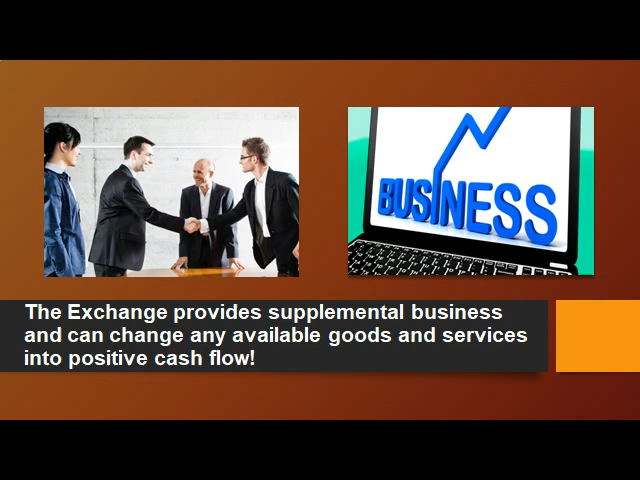 BUSINESS
The Exchange provides supplemental business
and can change any available goods and services
into positive cash flow!